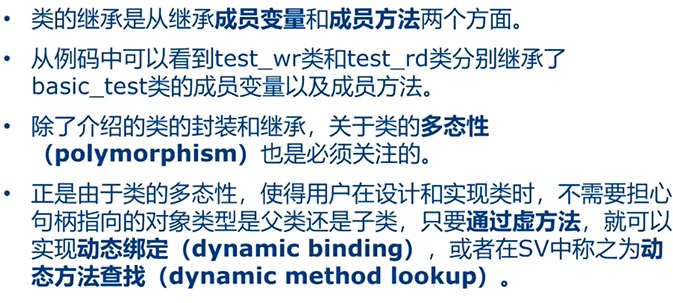 • 类的继承是从继承成员变量和成员方法两个方面。
• 从例码中可以看到test_wr类和test_rd类分别继承了
basic_test类的成员变量以及成员方法。
• 除了介绍的类的封装和继承，关于类的多态性
（polymorphism）也是必须关注的。
• 正是由于类的多态性，使得用户在设计和实现类时，不需要担心
句柄指向的对象类型是父类还是子类，只要通过虚方法，就可以
实现动态绑定（dynamic binding），或者在SV中称之为动
态方法查找（dynamic method lookup）。